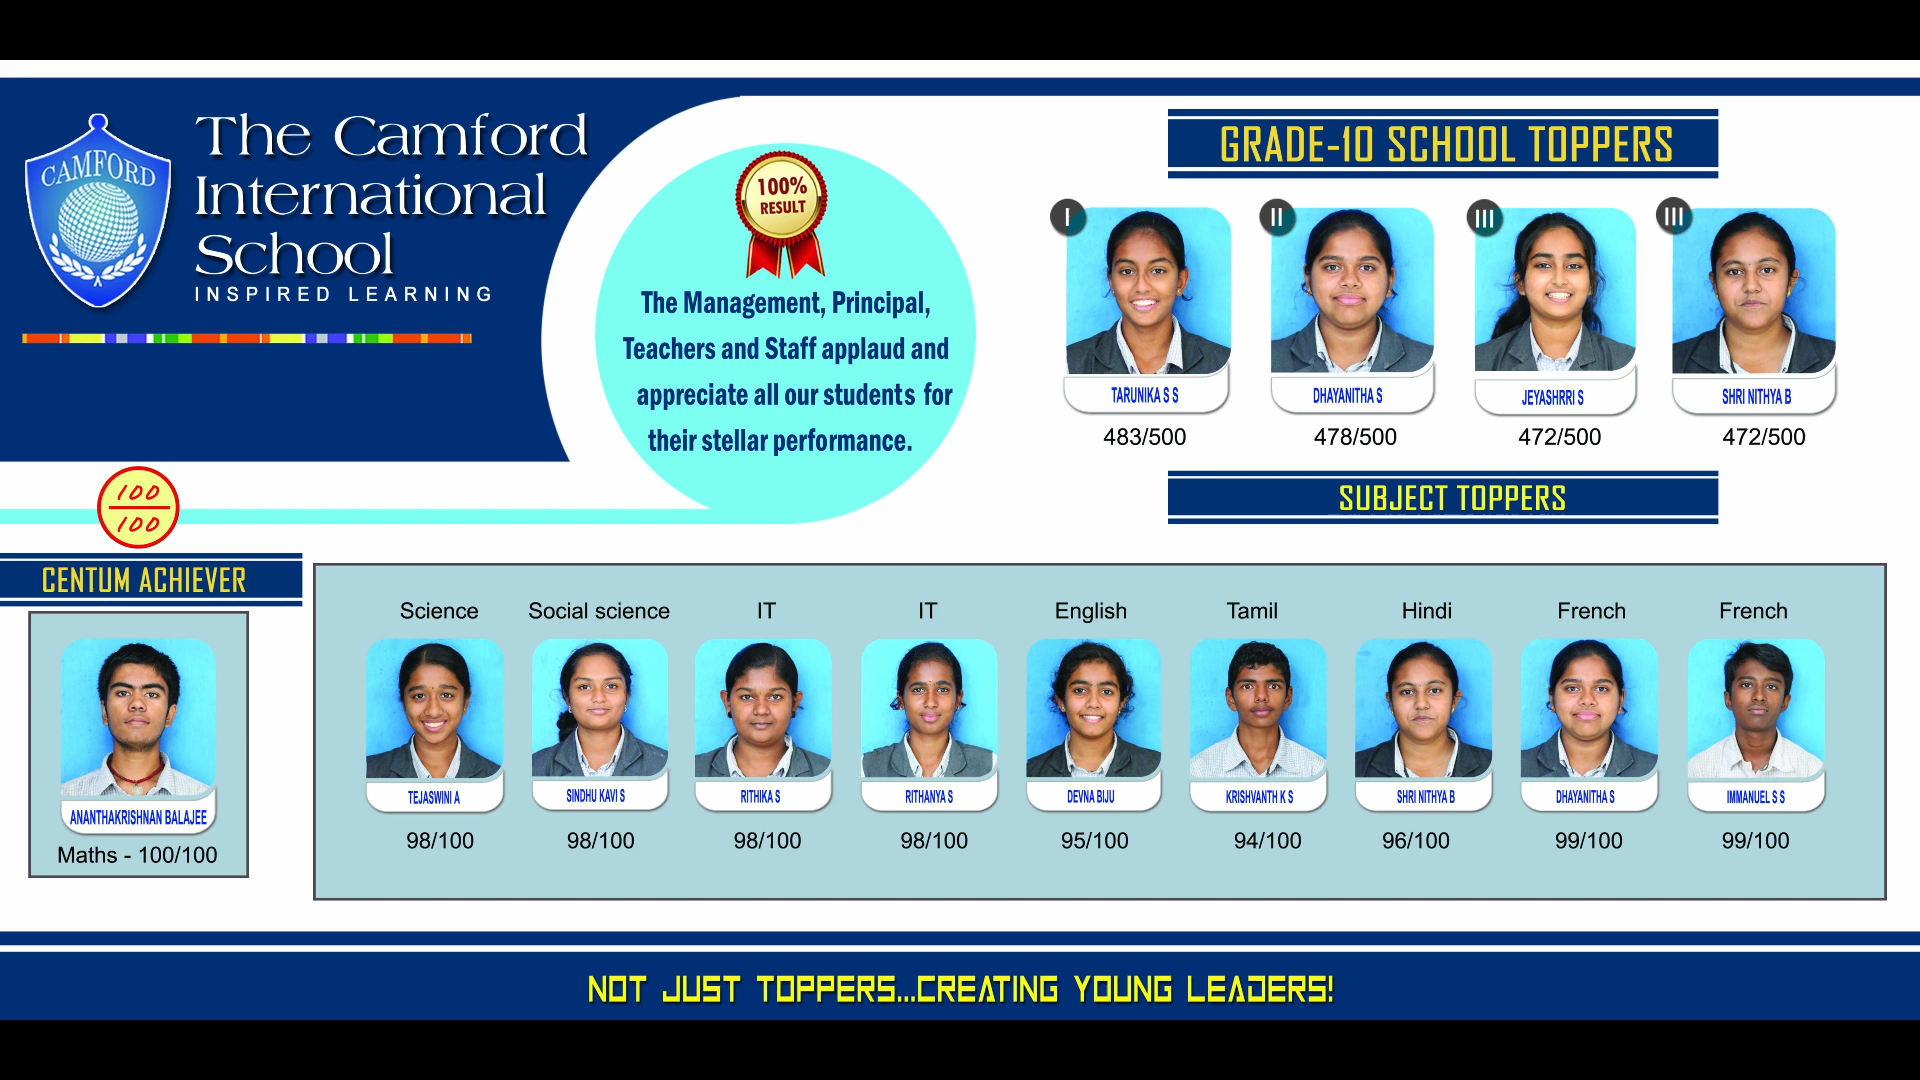 CAMFORD
The Camford
International
School
INSPIRED LEARNING
100%
RESULT
The Management, Principal,
Teachers and Staff applaud and
appreciate all our students for
their stellar performance.
GRADE-10 SCHOOL TOPPERS
I II III III
TARUNIKA S S DHAYANITHA S JEYASHRRI S SHRI NITHYA B
483/500 478/500 472/500 472/500
SUBJECT TOPPERS
100
100
CENTUM ACHIEVER
ANANTHAKRISHNAN BALAJEE
Maths - 100/100
Science Social science IT IT English Tamil Hindi French French
TEJASWINI A SINDHU KAVI S RITHIKA S RITHANYA S DEVNA BIJU KRISHVANTH K S SHRI NITHYA B DHAYANITHA S IMMANUEL S S
98/100 98/100 98/100 98/100 95/100 94/100 96/100 99/100 99/100
NOT JUST TOPPERS...CREATING YOUNG LEADERS!